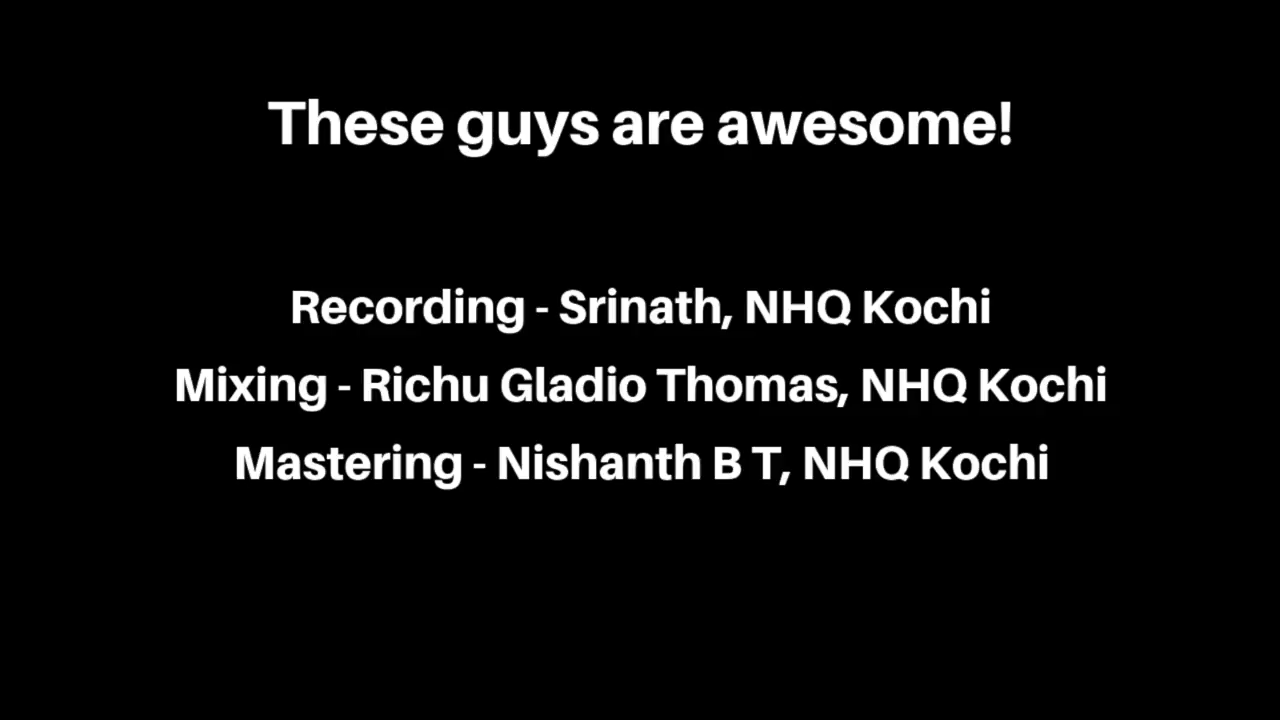 These guys are awesome!
Recording - Srinath, NHQ Kochi
Mixing - Richu Gladio Thomas, NHQ Kochi
Mastering - Nishanth B T, NHQ Kochi